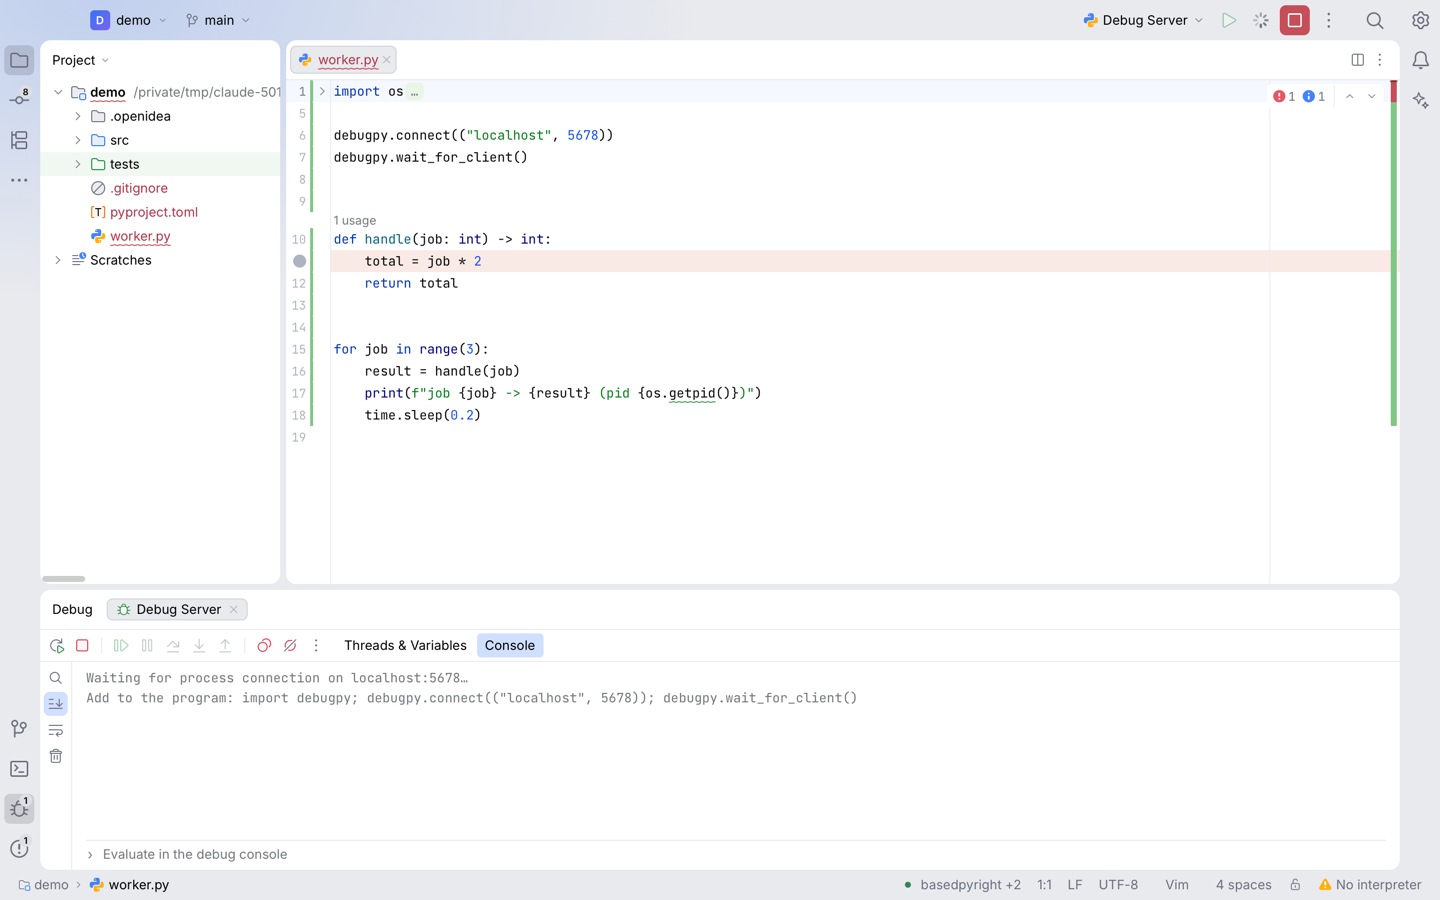 D demo main Debug Server
Project
worker.py
demo /private/tmp/claude-501
.openidea
src
tests
.gitignore
pyproject.toml
worker.py
Scratches
8
1 import os …
5
6 debugpy.connect(("localhost", 5678))
7 debugpy.wait_for_client()
8
9
1 usage
10 def handle(job: int) -> int:
total = job * 2
12 return total
13
14
15 for job in range(3):
16 result = handle(job)
17 print(f"job {job} -> {result} (pid {os.getpid()})")
18 time.sleep(0.2)
19
1 1
Debug Debug Server
Threads & Variables Console
Waiting for process connection on localhost:5678…
Add to the program: import debugpy; debugpy.connect(("localhost", 5678)); debugpy.wait_for_client()
1
1
Evaluate in the debug console
demo worker.py basedpyright +2 1:1 LF UTF-8 Vim 4 spaces No interpreter